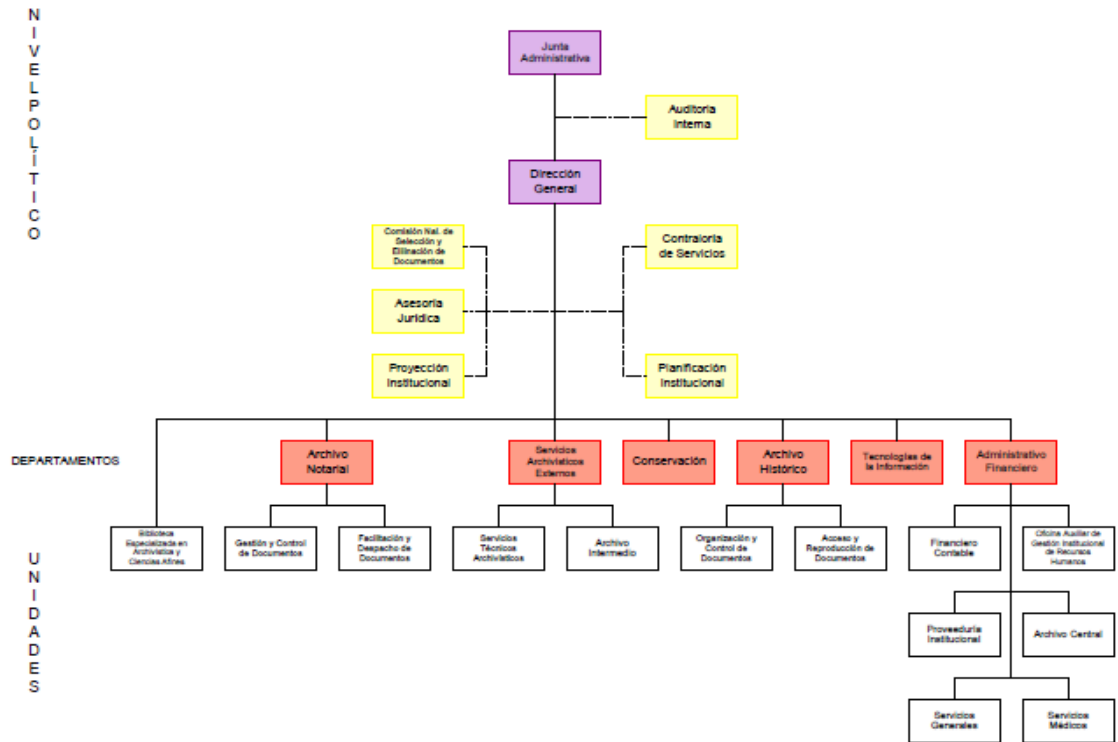 NIVEL POLÍTICO
Junta
Administrativa
Auditoria
Interna
Dirección
General
Comisión Nal. de
Selección y
Eliinación de
Documentos
Contraloria
de Servicios
Asesoria
Jurídica
Proyección
Institucional
Planificación
Institucional
DEPARTAMENTOS
Archivo
Notarial
Servicios
Archivísticos
Externos
Conservación
Archivo
Histórico
Tecnologías de
la Información
Administrativo
Financiero
UNIDADES
Biblioteca
Especializada en
Archivística y
Ciencias Afines
Gestión y Control
de Documentos
Facilitación y
Despacho de
Documentos
Servicios
Técnicos
Archivísticos
Archivo
Intermedio
Organización y
Control de
Documentos
Acceso y
Reproducción de
Documentos
Financiero
Contable
Oficina Auxiliar de
Gestión Institucional
de Recursos
Humanos
Proveeduría
Institucional
Archivo Central
Servicios
Generales
Servicios
Médicos